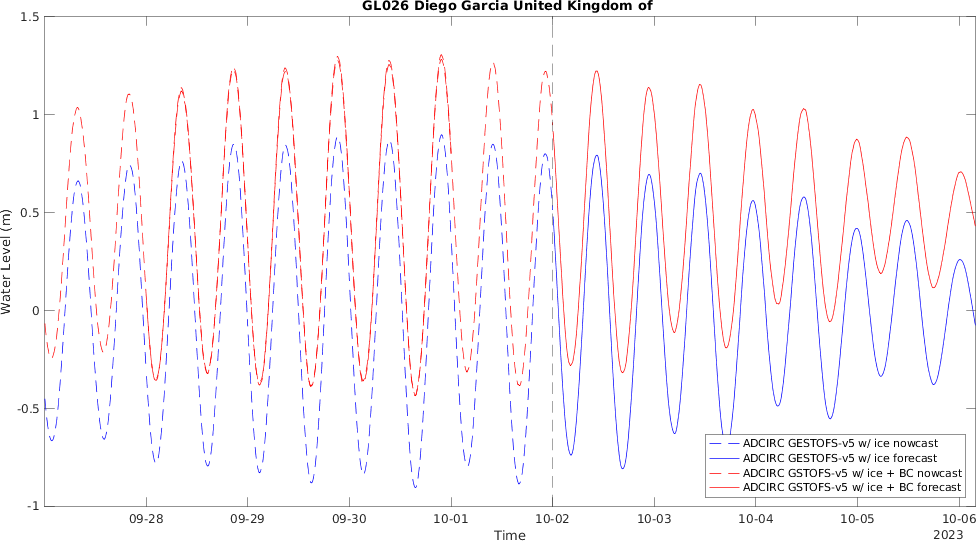 GL026 Diego Garcia United Kingdom of
Water Level (m)
1.5
1
0.5
0
-0.5
-1
ADCIRC GESTOFS-v5 w/ ice nowcast
ADCIRC GESTOFS-v5 w/ ice forecast
ADCIRC GSTOFS-v5 w/ ice + BC nowcast
ADCIRC GSTOFS-v5 w/ ice + BC forecast
09-28 09-29 09-30 10-01 10-02 10-03 10-04 10-05 10-06
Time
2023